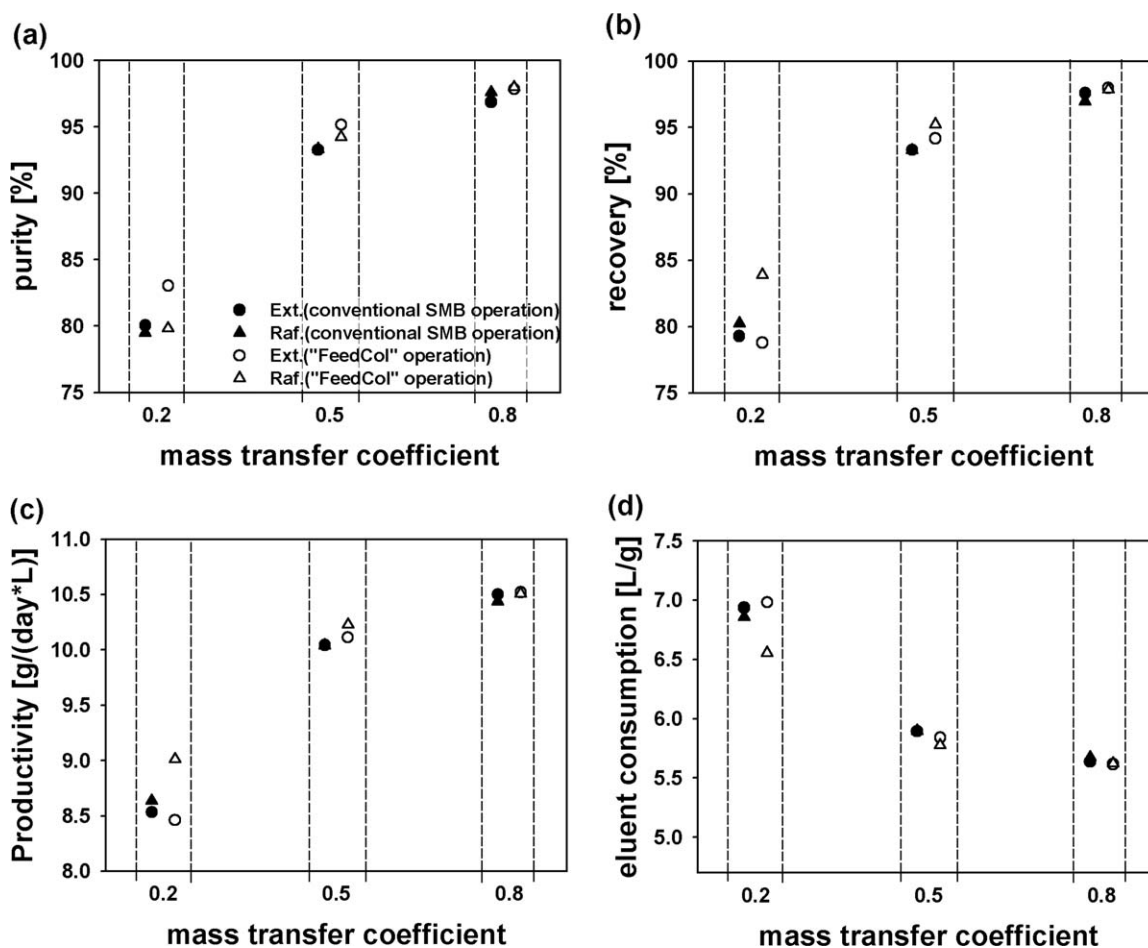 (a)
purity [%]
100
95
90
85
80
75
Ext.(conventional SMB operation)
Raf.(conventional SMB operation)
Ext.("FeedCol" operation)
Raf.("FeedCol" operation)
0.2
0.5
0.8
mass transfer coefficient
(b)
recovery [%]
100
95
90
85
80
75
0.2
0.5
0.8
mass transfer coefficient
(c)
Productivity [g/(day*L)]
11.0
10.5
10.0
9.5
9.0
8.5
8.0
0.2
0.5
0.8
mass transfer coefficient
(d)
eluent consumption [L/g]
7.5
7.0
6.5
6.0
5.5
5.0
0.2
0.5
0.8
mass transfer coefficient